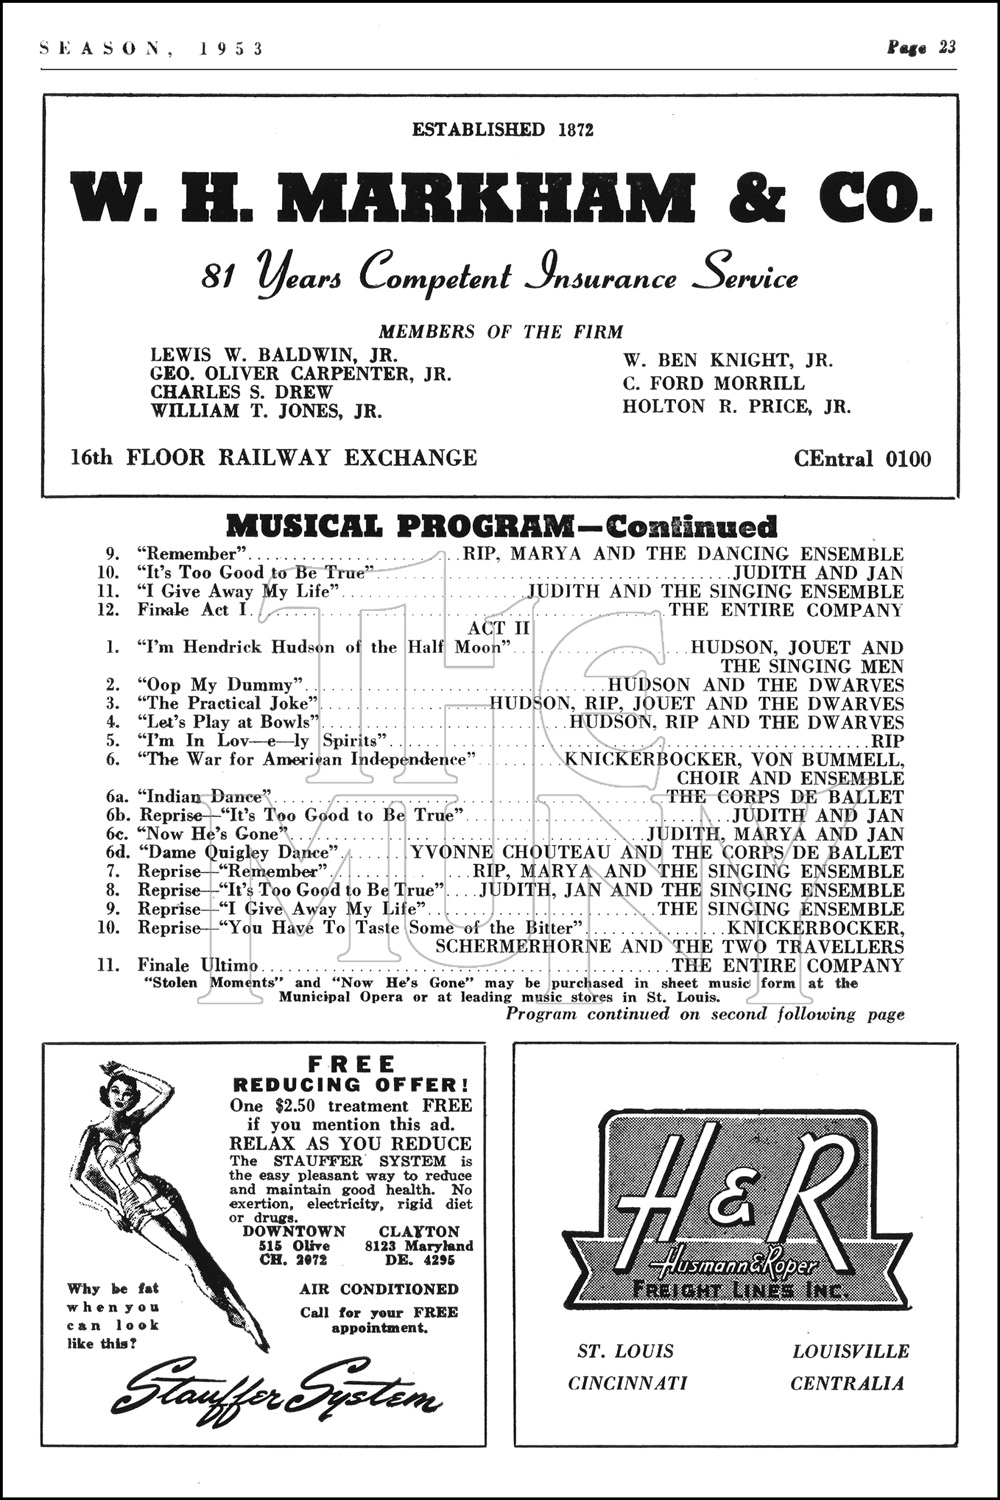 SEASON, 1953
Page 23
ESTABLISHED 1872
W. H. MARKHAM & CO.
81 Years Competent Insurance Service
MEMBERS OF THE FIRM
LEWIS W. BALDWIN, JR.
GEO. OLIVER CARPENTER, JR.
CHARLES S. DREW
WILLIAM T. JONES, JR.
W. BEN KNIGHT, JR.
C. FORD MORRILL
HOLTON R. PRICE, JR.
16th FLOOR RAILWAY EXCHANGE
CEntral 0100
MUSICAL PROGRAM—Continued
9. “Remember” RIP, MARYA AND THE DANCING ENSEMBLE
10. “It's Too Good to Be True” JUDITH AND JAN
11. “I Give Away My Life” JUDITH AND THE SINGING ENSEMBLE
12. Finale Act I THE ENTIRE COMPANY
ACT II
1. “I'm Hendrick Hudson of the Half Moon” HUDSON, JOUET AND
THE SINGING MEN
2. “Oop My Dummy” HUDSON AND THE DWARVES
3. “The Practical Joke” HUDSON, RIP, JOUET AND THE DWARVES
4. “Let's Play at Bowls” HUDSON, RIP AND THE DWARVES
5. “I'm In Lov—e—ly Spirits” RIP
6. “The War for American Independence” KNICKERBOCKER, VON BUMMELL,
CHOIR AND ENSEMBLE
6a. “Indian Dance” THE CORPS DE BALLET
6b. Reprise—“It's Too Good to Be True” JUDITH AND JAN
6c. “Now He's Gone” JUDITH, MARYA AND JAN
6d. “Dame Quigley Dance” YVONNE CHOUTEAU AND THE CORPS DE BALLET
7. Reprise—“Remember” RIP, MARYA AND THE SINGING ENSEMBLE
8. Reprise—“It's Too Good to Be True” JUDITH, JAN AND THE SINGING ENSEMBLE
9. Reprise—“I Give Away My Life” THE SINGING ENSEMBLE
10. Reprise—“You Have To Taste Some of the Bitter” KNICKERBOCKER,
SCHERMERHORNE AND THE TWO TRAVELLERS
11. Finale Ultimo THE ENTIRE COMPANY
“Stolen Moments” and “Now He's Gone” may be purchased in sheet music form at the
Municipal Opera or at leading music stores in St. Louis.
Program continued on second following page
THE
MUNY
FREE
REDUCING OFFER!
One $2.50 treatment FREE
if you mention this ad.
RELAX AS YOU REDUCE
The STAUFFER SYSTEM is
the easy pleasant way to reduce
and maintain good health. No
exertion, electricity, rigid diet
or drugs.
DOWNTOWN CLAYTON
515 Olive 8123 Maryland
CH. 2072 DE. 4295
AIR CONDITIONED
Call for your FREE
appointment.
Why be fat
when you
can look
like this?
Stauffer System
H & R
Husmann & Roper
FREIGHT LINES INC.
ST. LOUIS LOUISVILLE
CINCINNATI CENTRALIA